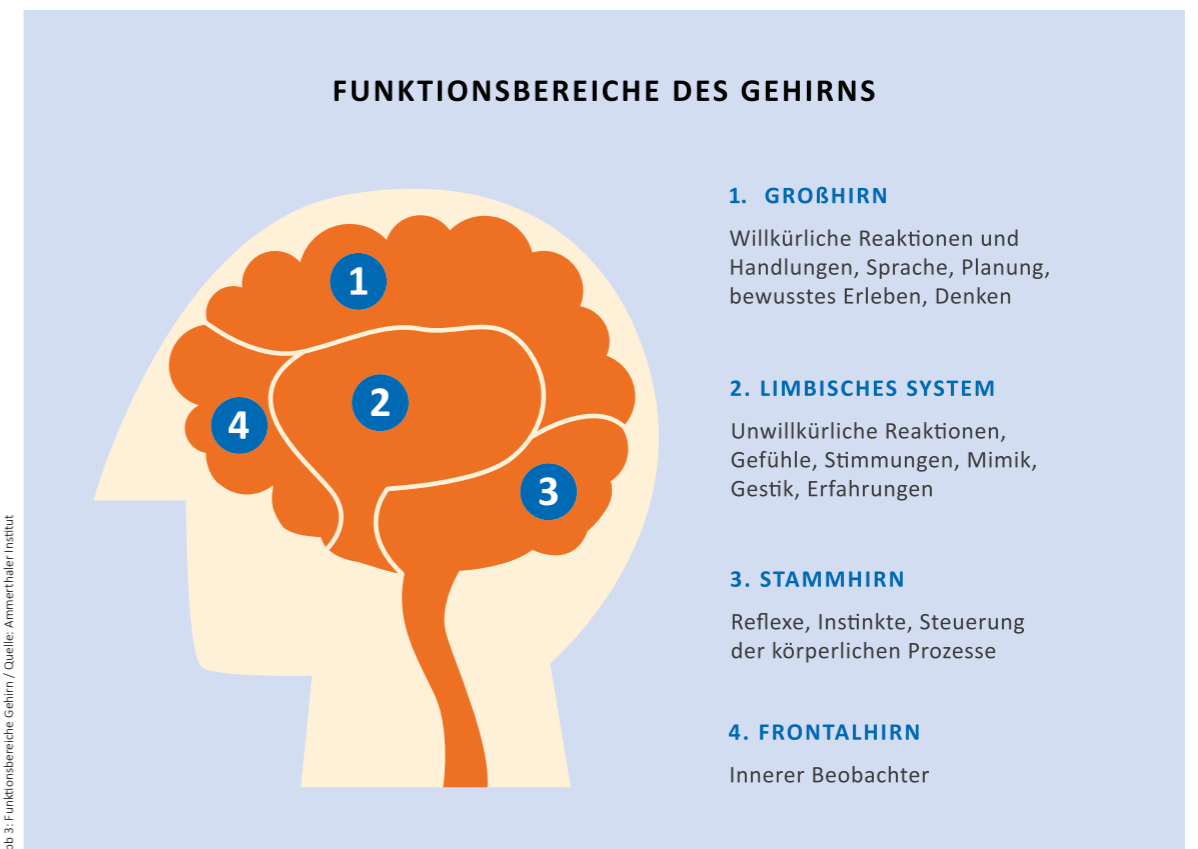 FUNKTIONSBEREICHE DES GEHIRNS
1. GROßHIRN
Willkürliche Reaktionen und
Handlungen, Sprache, Planung,
bewusstes Erleben, Denken
2. LIMBISCHES SYSTEM
Unwillkürliche Reaktionen,
Gefühle, Stimmungen, Mimik,
Gestik, Erfahrungen
3. STAMMHIRN
Reflexe, Instinkte, Steuerung
der körperlichen Prozesse
4. FRONTALHIRN
Innerer Beobachter
1
2
4
3
3: Funktionsbereiche Gehirn / Quelle: Ammerthaler Institut